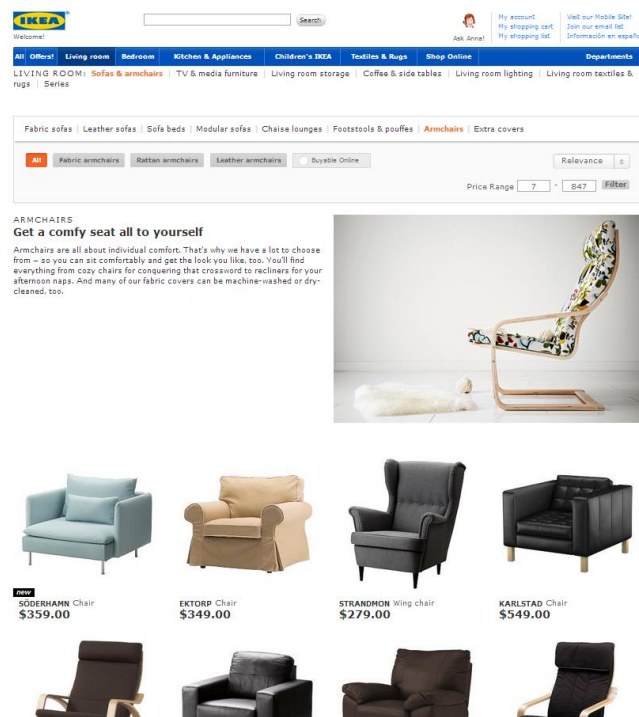 IKEA
Search
Welcome!
Ask Anna!
My account
My shopping cart
My shopping list
Visit our Mobile Site!
Join our email list
Información en español
All Offers! Living room Bedroom Kitchen & Appliances Children's IKEA Textiles & Rugs Shop Online Departments
LIVING ROOM: Sofas & armchairs | TV & media furniture | Living room storage | Coffee & side tables | Living room lighting | Living room textiles &
rugs | Series
Fabric sofas | Leather sofas | Sofa beds | Modular sofas | Chaise lounges | Footstools & pouffes | Armchairs | Extra covers
All Fabric armchairs Rattan armchairs Leather armchairs Buyable Online Relevance
Price Range 7 - 847 Filter
ARMCHAIRS
Get a comfy seat all to yourself
Armchairs are all about individual comfort. That's why we have a lot to choose
from – so you can sit comfortably and get the look you like, too. You'll find
everything from cozy chairs for conquering that crossword to recliners for your
afternoon naps. And many of our fabric covers can be machine-washed or dry-
cleaned, too.
new
SÖDERHAMN Chair
$359.00
EKTORP Chair
$349.00
STRANDMON Wing chair
$279.00
KARLSTAD Chair
$549.00